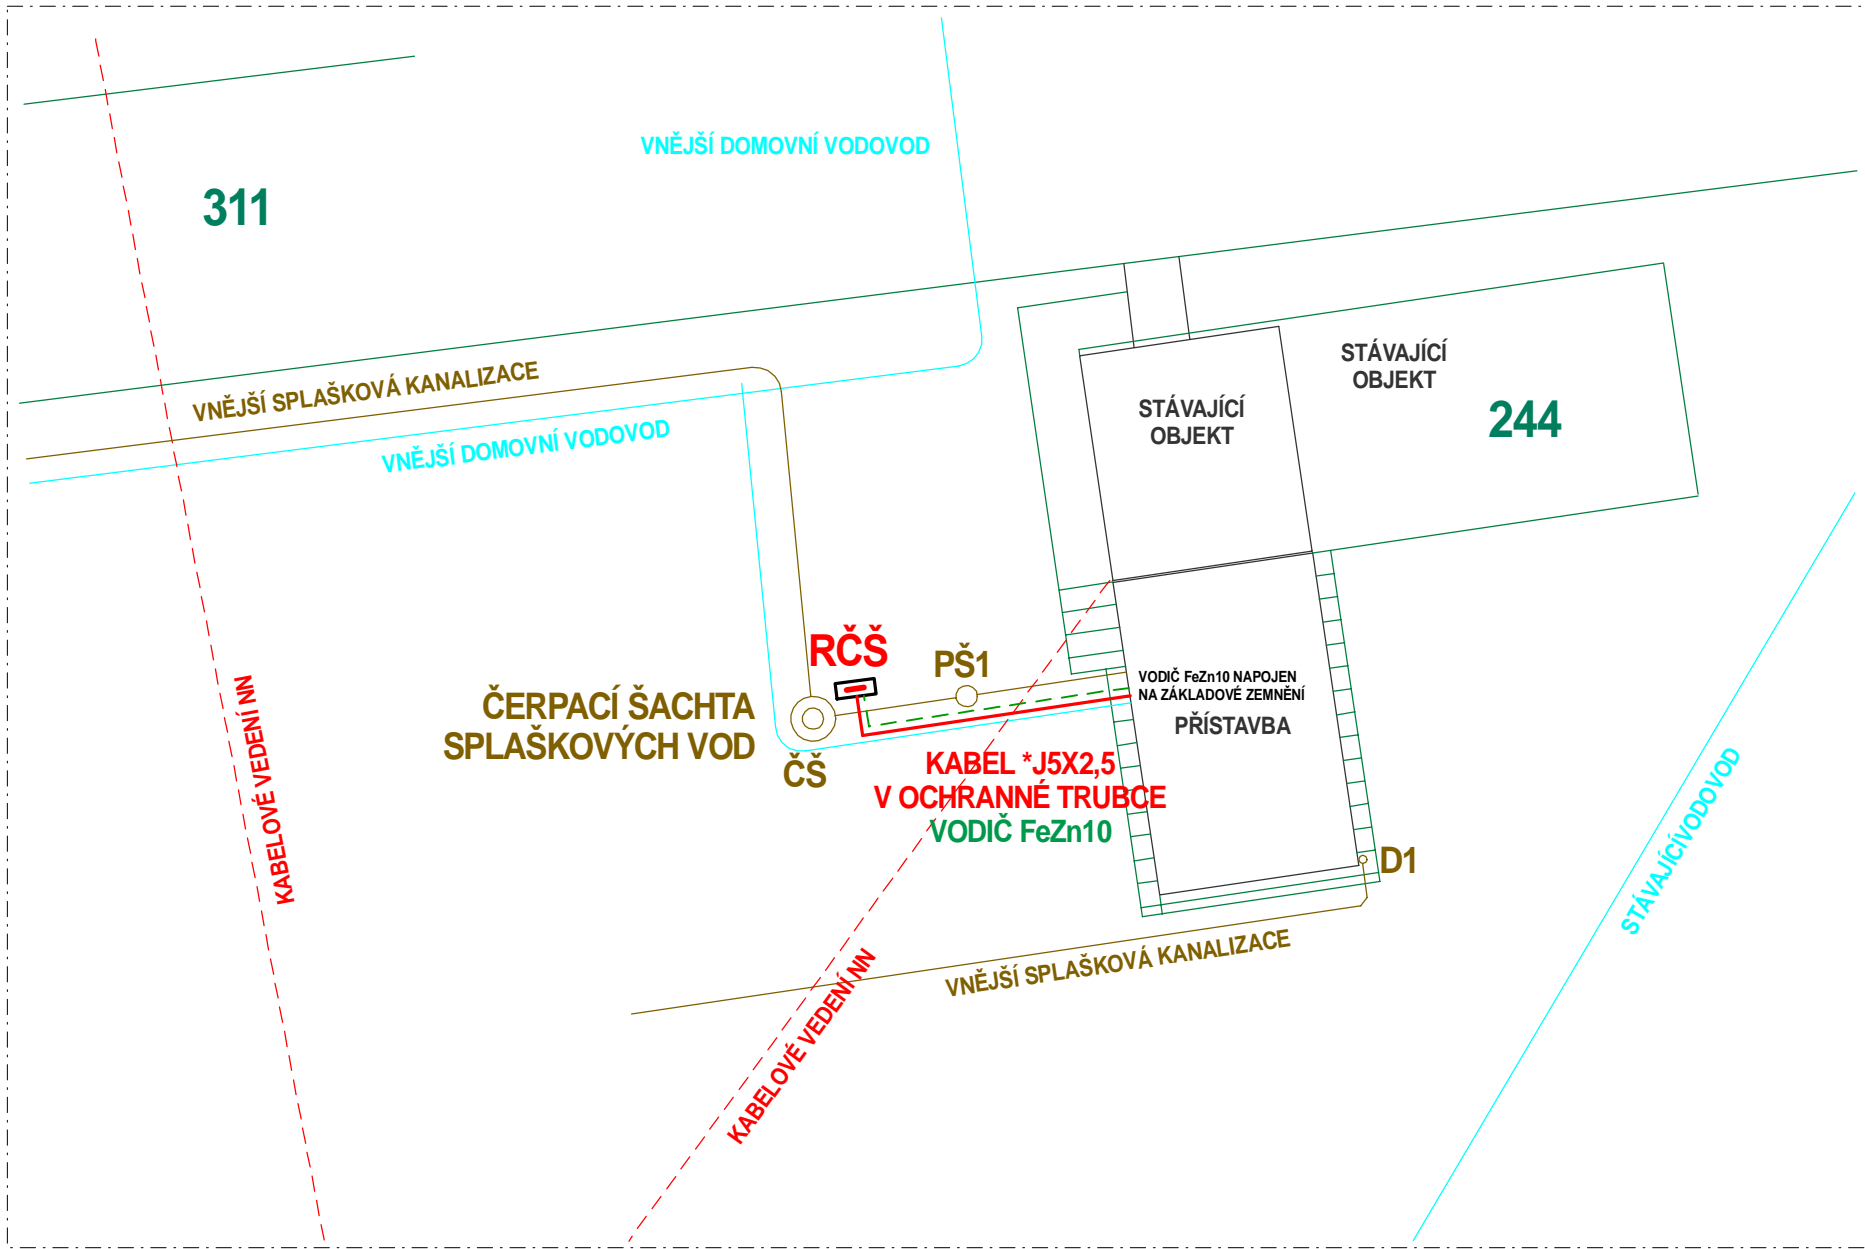 VNĚJŠÍ DOMOVNÍ VODOVOD
311
VNĚJŠÍ SPLAŠKOVÁ KANALIZACE
VNĚJŠÍ DOMOVNÍ VODOVOD
STÁVAJÍCÍ
OBJEKT
STÁVAJÍCÍ
OBJEKT
244
RČŠ
PŠ1
ČERPACÍ ŠACHTA
SPLAŠKOVÝCH VOD
ČŠ
VODIČ FeZn10 NAPOJEN
NA ZÁKLADOVÉ ZEMNĚNÍ
PŘÍSTAVBA
KABEL *J5X2,5
V OCHRANNÉ TRUBCE
VODIČ FeZn10
KABELOVÉ VEDENÍ NN
D1
STÁVAJÍCÍVODOVOD
VNĚJŠÍ SPLAŠKOVÁ KANALIZACE
KABELOVÉ VEDENÍ NN